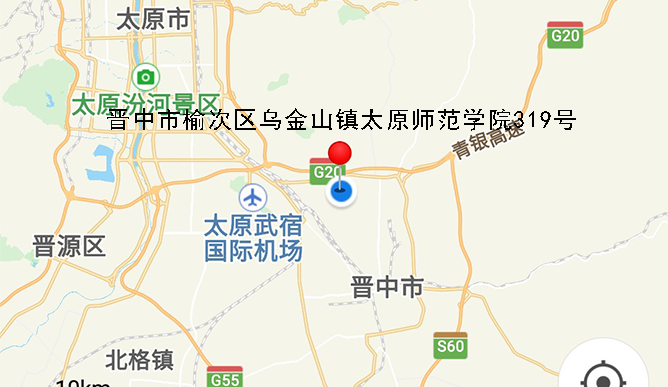 太原市
G20
太原汾河景区
晋中市榆次区乌金山镇太原师范学院319号
青银高速
G20
太原武宿
国际机场
晋源区
晋中市
S60
北格镇
G55
10km